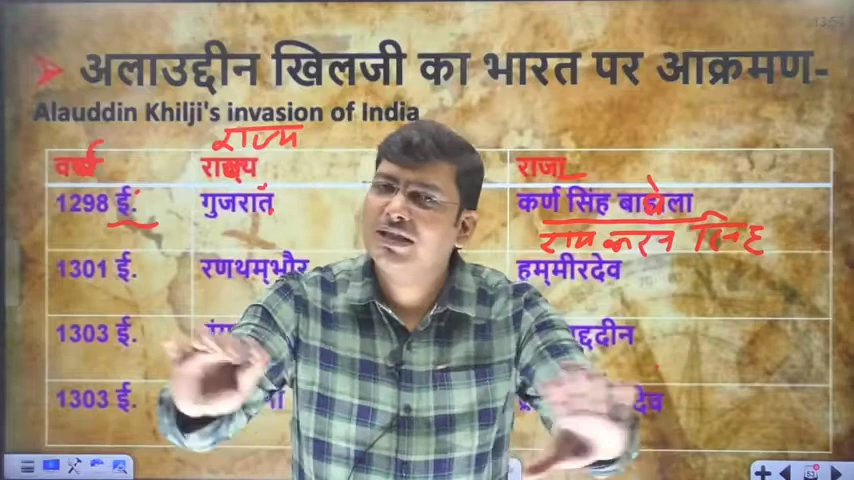 अलाउद्दीन खिलजी का भारत पर आक्रमण-
Alauddin Khilji's invasion of India
राज्य
वर्ष राज्य राजा
1298 ई. गुजरात कर्ण सिंह बाघेला
राय करन सिंह
1301 ई. रणथम्भौर हम्मीरदेव
1303 ई.
1303 ई.